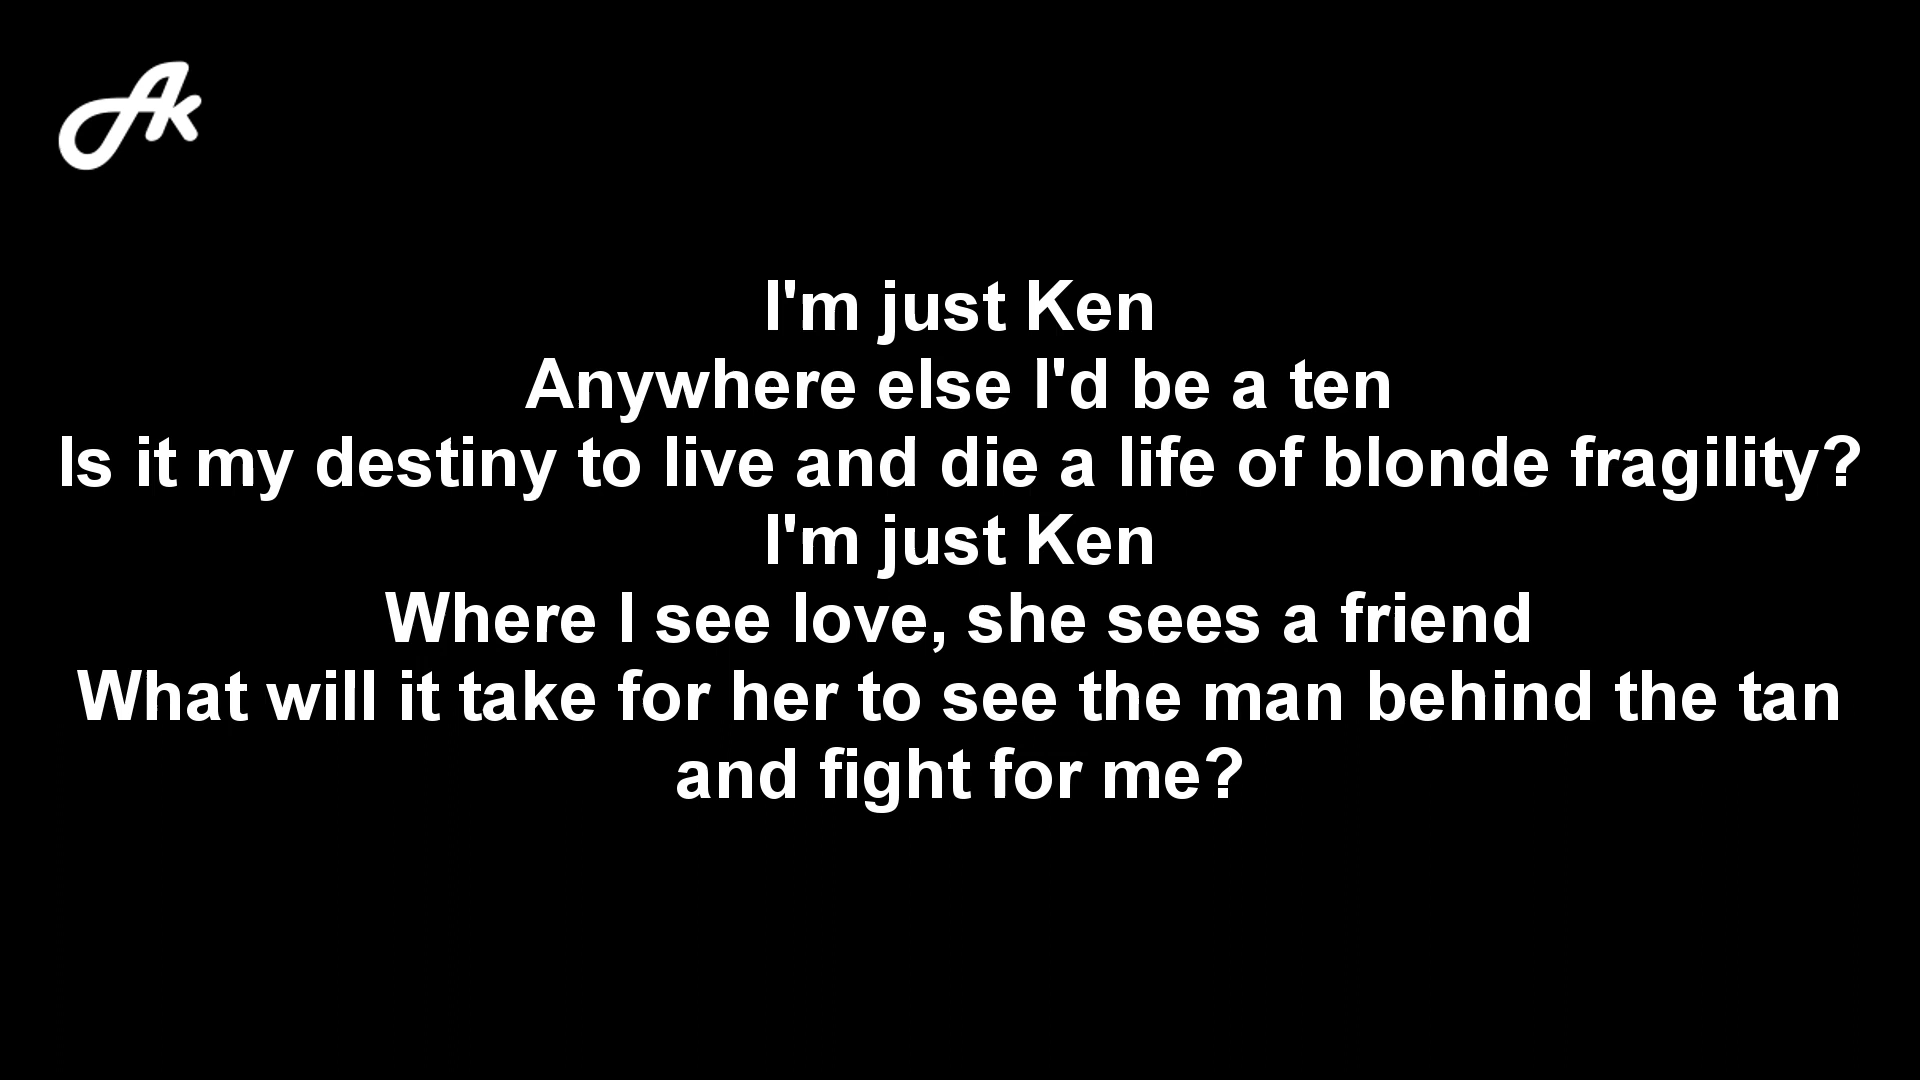 Ak
I'm just Ken
Anywhere else I'd be a ten
Is it my destiny to live and die a life of blonde fragility?
I'm just Ken
Where I see love, she sees a friend
What will it take for her to see the man behind the tan
and fight for me?